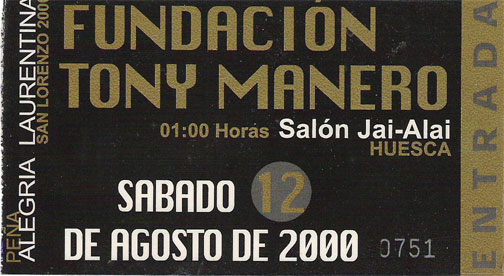 FUNDACIÓN
TONY MANERO
01:00 Horas Salón Jai-Alai
HUESCA
SABADO 12
DE AGOSTO DE 2000 0751
PEÑA
ALEGRIA LAURENTINA
SAN LORENZO 2000
ENTRADA